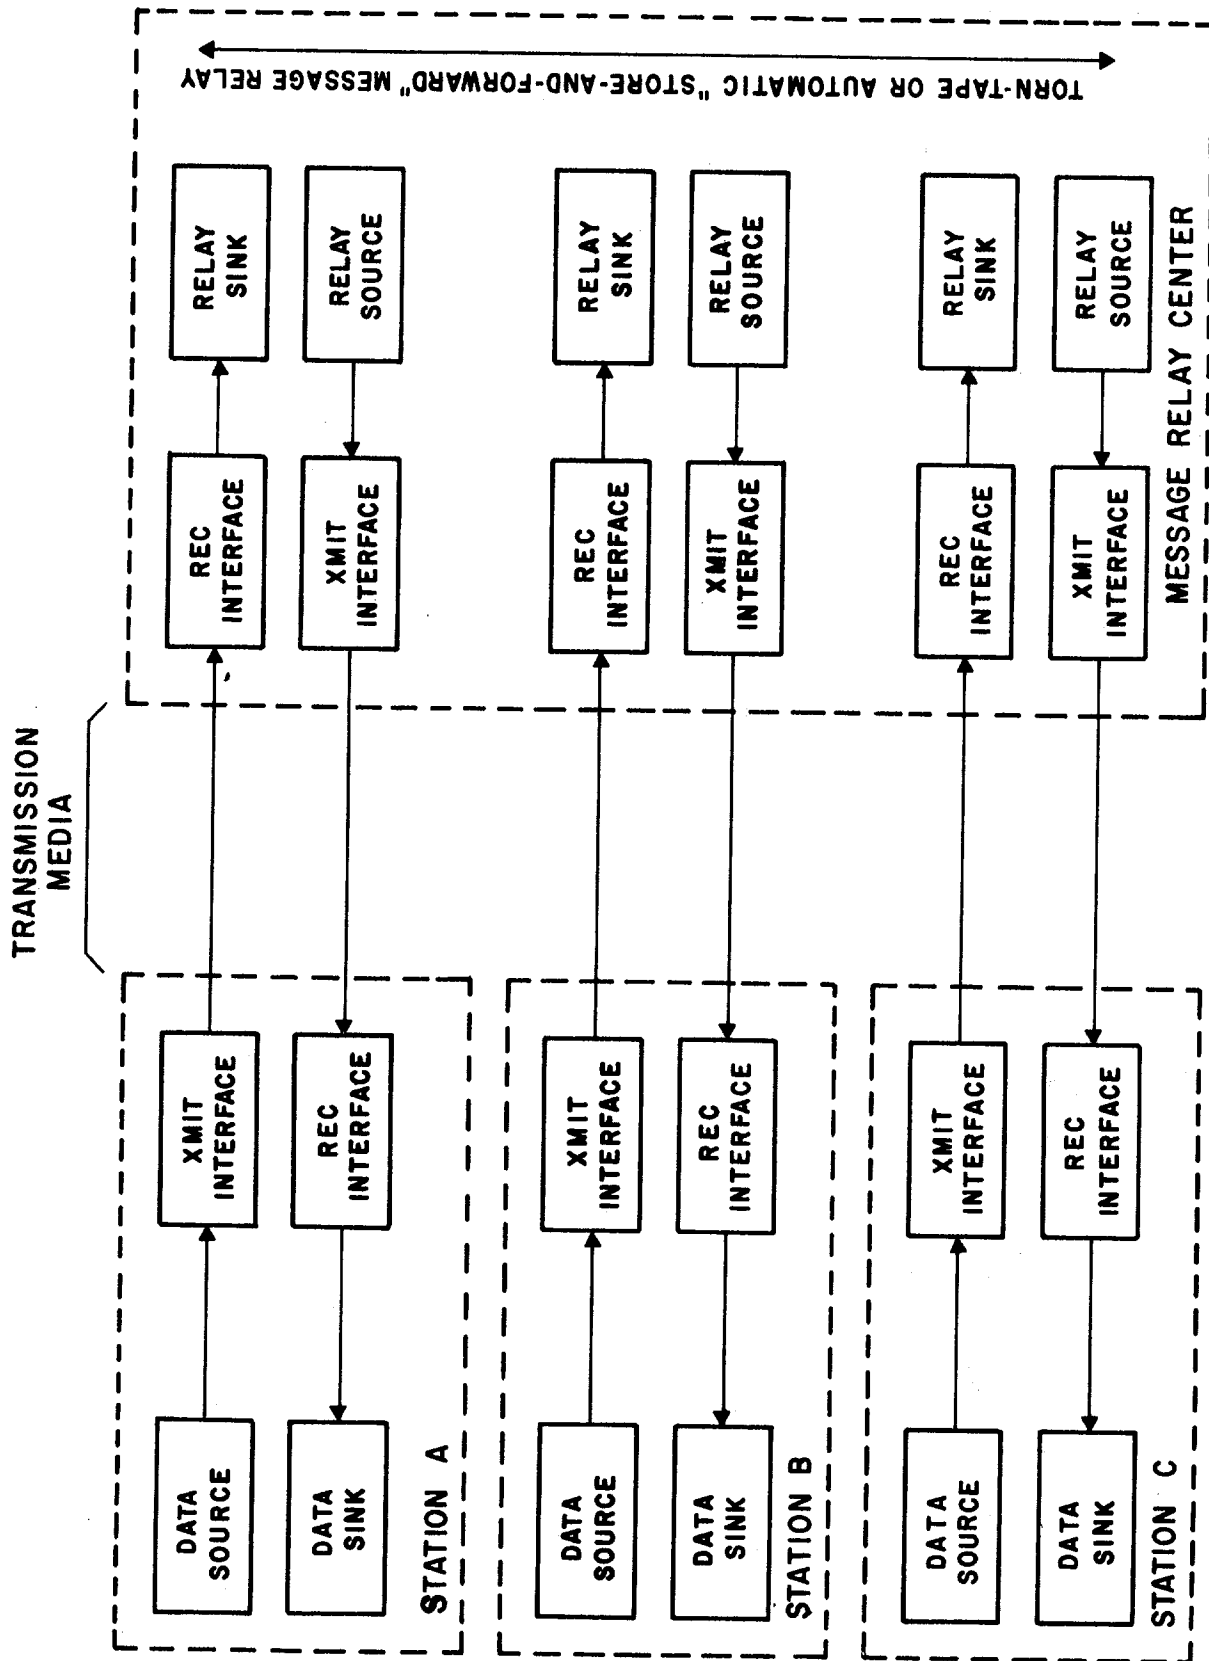 TRANSMISSION
MEDIA
DATA
SOURCE
XMIT
INTERFACE
REC
INTERFACE
RELAY
SINK
DATA
SINK
REC
INTERFACE
XMIT
INTERFACE
RELAY
SOURCE
STATION A
DATA
SOURCE
XMIT
INTERFACE
REC
INTERFACE
RELAY
SINK
DATA
SINK
REC
INTERFACE
XMIT
INTERFACE
RELAY
SOURCE
STATION B
DATA
SOURCE
XMIT
INTERFACE
REC
INTERFACE
RELAY
SINK
DATA
SINK
REC
INTERFACE
XMIT
INTERFACE
RELAY
SOURCE
STATION C
MESSAGE RELAY CENTER
TORN-TAPE OR AUTOMATIC "STORE-AND-FORWARD" MESSAGE RELAY